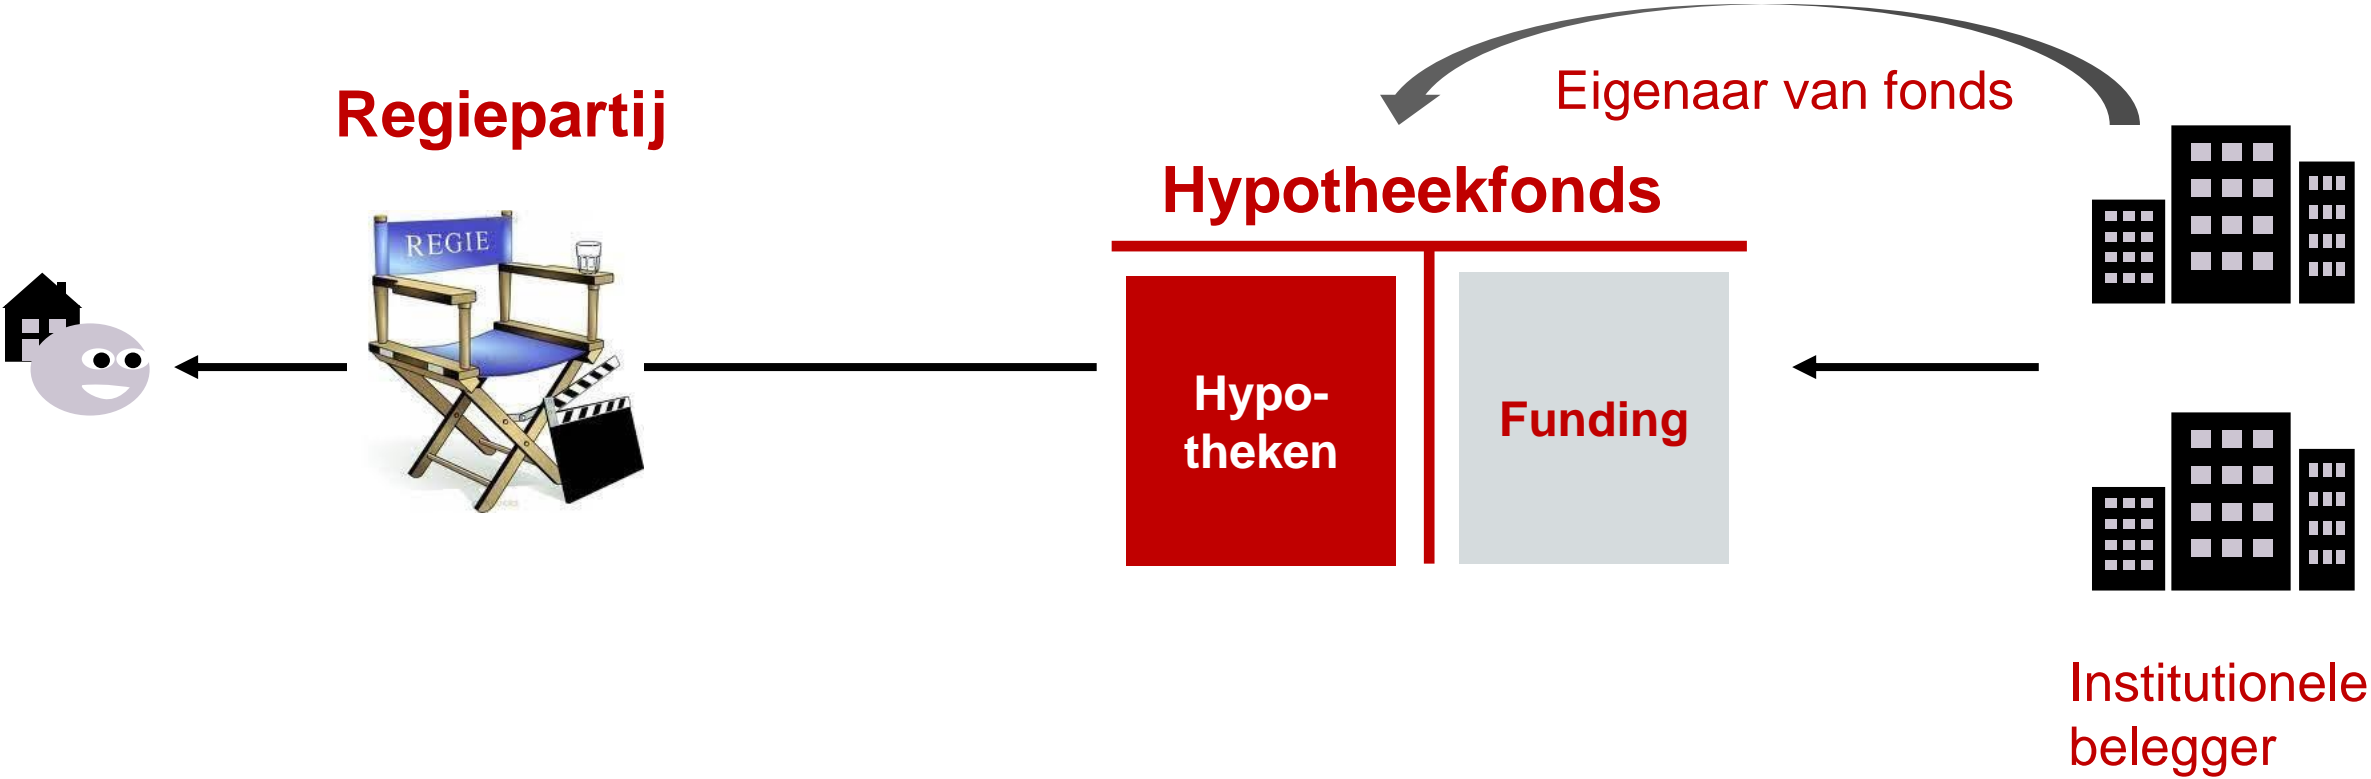 Eigenaar van fonds
Regiepartij
Hypotheekfonds
REGIE
Hypo-
theken
Funding
Institutionele
belegger